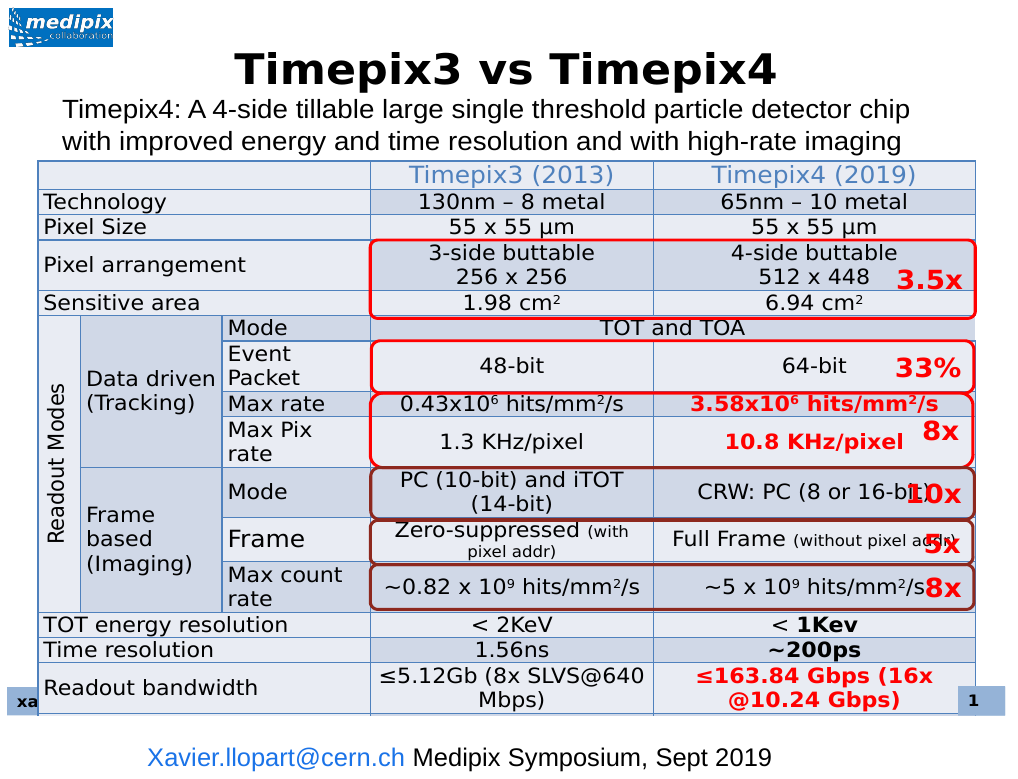 medipix
collaboration
Timepix3 vs Timepix4
Timepix4: A 4-side tillable large single threshold particle detector chip
with improved energy and time resolution and with high-rate imaging
Timepix3 (2013) Timepix4 (2019)
Technology 130nm – 8 metal 65nm – 10 metal
Pixel Size 55 x 55 µm 55 x 55 µm
Pixel arrangement 3-side buttable 4-side buttable
256 x 256 512 x 448 3.5x
Sensitive area 1.98 cm² 6.94 cm²
Readout Modes
Data driven
(Tracking)
Mode TOT and TOA
Event
Packet 48-bit 64-bit 33%
Max rate 0.43x10⁶ hits/mm²/s 3.58x10⁶ hits/mm²/s
8x
Max Pix
rate 1.3 KHz/pixel 10.8 KHz/pixel
Frame
based
(Imaging)
Mode PC (10-bit) and iTOT
(14-bit) CRW: PC (8 or 16-bit) 10x
Frame Zero-suppressed (with
pixel addr) Full Frame (without pixel addr) 5x
Max count
rate ~0.82 x 10⁹ hits/mm²/s ~5 x 10⁹ hits/mm²/s 8x
TOT energy resolution < 2KeV < 1Kev
Time resolution 1.56ns ~200ps
Readout bandwidth ≤5.12Gb (8x SLVS@640
Mbps) ≤163.84 Gbps (16x
@10.24 Gbps)
xa 1
Xavier.llopart@cern.ch Medipix Symposium, Sept 2019